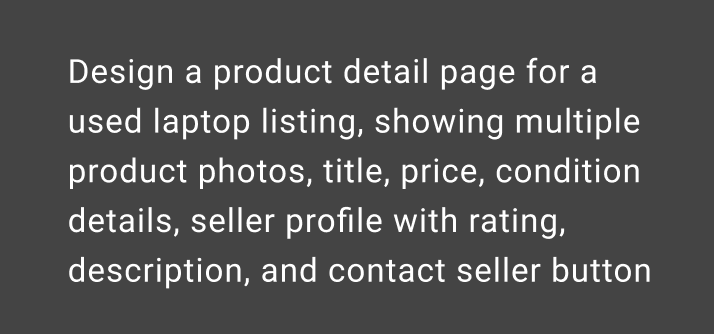 Design a product detail page for a
used laptop listing, showing multiple
product photos, title, price, condition
details, seller profile with rating,
description, and contact seller button